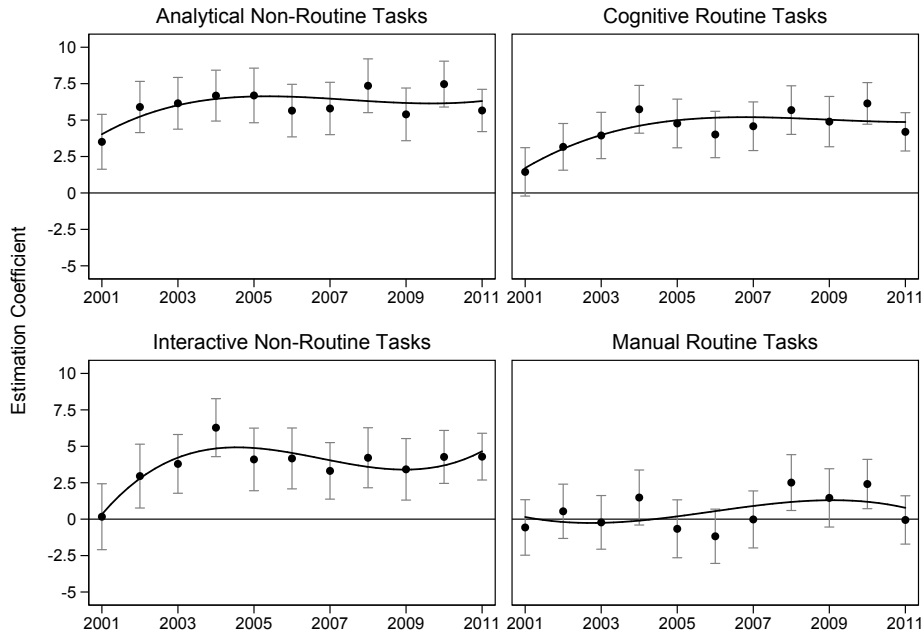 Analytical Non-Routine Tasks
Cognitive Routine Tasks
10
7.5
5
2.5
0
-2.5
-5
2001 2003 2005 2007 2009 2011
2001 2003 2005 2007 2009 2011
Estimation Coefficient
Interactive Non-Routine Tasks
Manual Routine Tasks
10
7.5
5
2.5
0
-2.5
-5
2001 2003 2005 2007 2009 2011
2001 2003 2005 2007 2009 2011